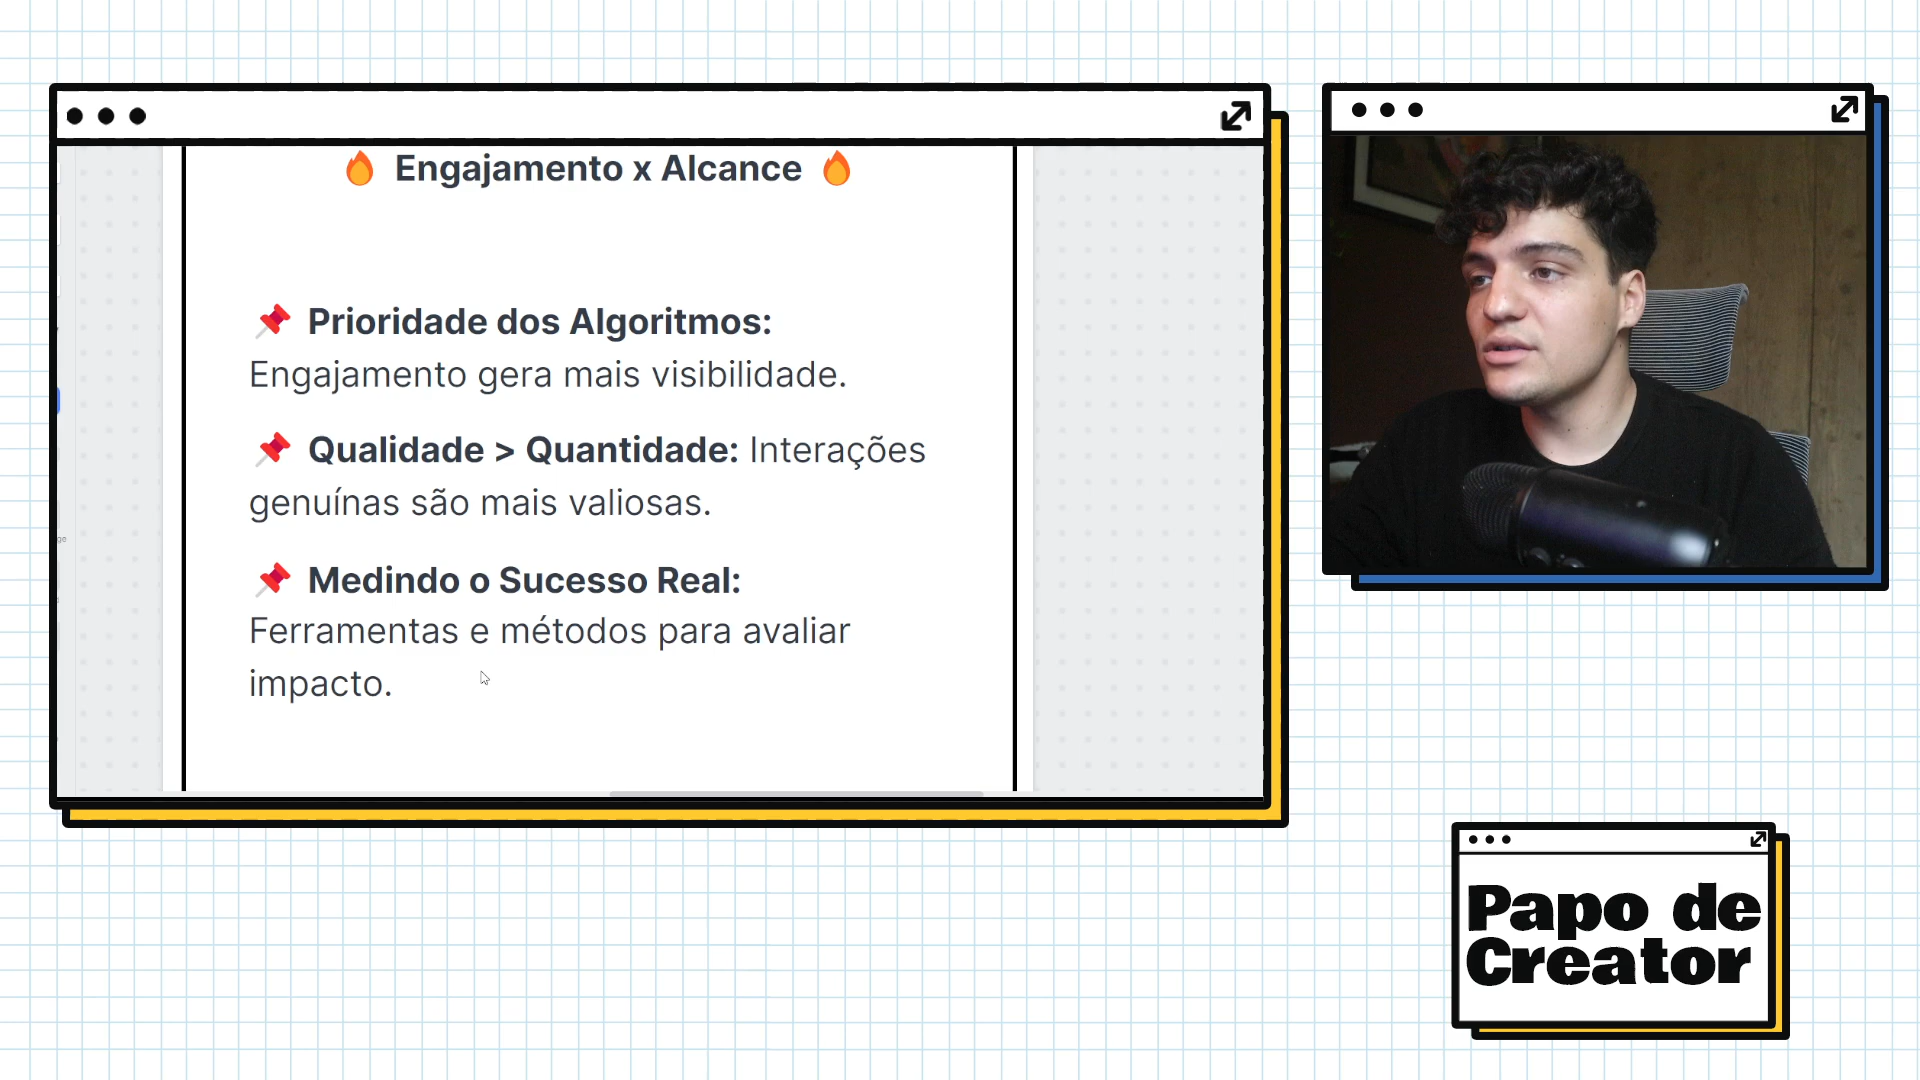 🔥 Engajamento x Alcance 🔥
📌 Prioridade dos Algoritmos:
Engajamento gera mais visibilidade.
📌 Qualidade > Quantidade: Interações
genuínas são mais valiosas.
📌 Medindo o Sucesso Real:
Ferramentas e métodos para avaliar
impacto.
ge
Papo de
Creator